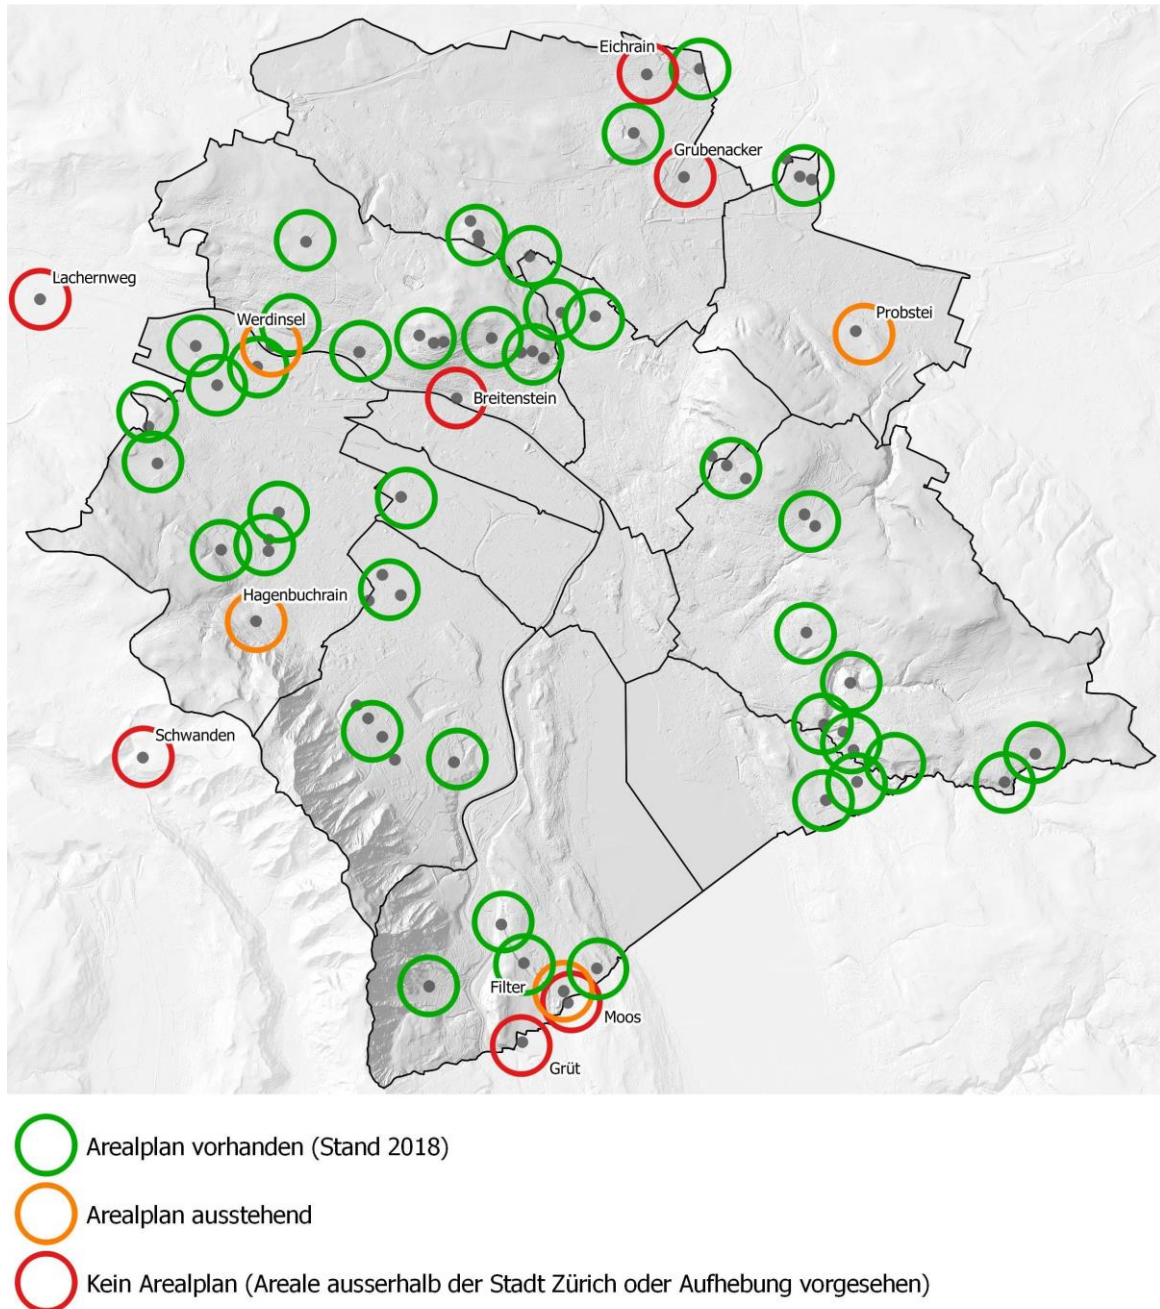 Eichrain
Grubenacker
Lachernweg
Werdinsel
Probstei
Breitenstein
Hagenbuchrain
Schwanden
Filter
Moos
Grüt
Arealplan vorhanden (Stand 2018)
Arealplan ausstehend
Kein Arealplan (Areale ausserhalb der Stadt Zürich oder Aufhebung vorgesehen)